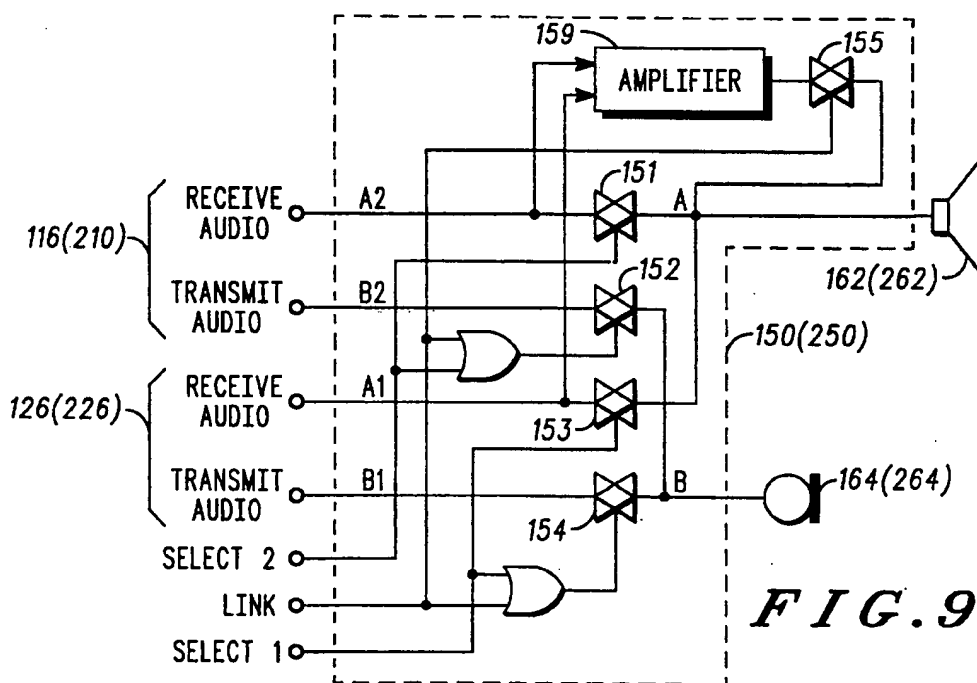 159
155
AMPLIFIER
151
RECEIVE AUDIO
A2
A
116(210)
162(262)
152
TRANSMIT AUDIO
B2
150(250)
RECEIVE AUDIO
A1
126(226)
153
TRANSMIT AUDIO
B1
B
164(264)
154
SELECT 2
LINK
SELECT 1
FIG.9